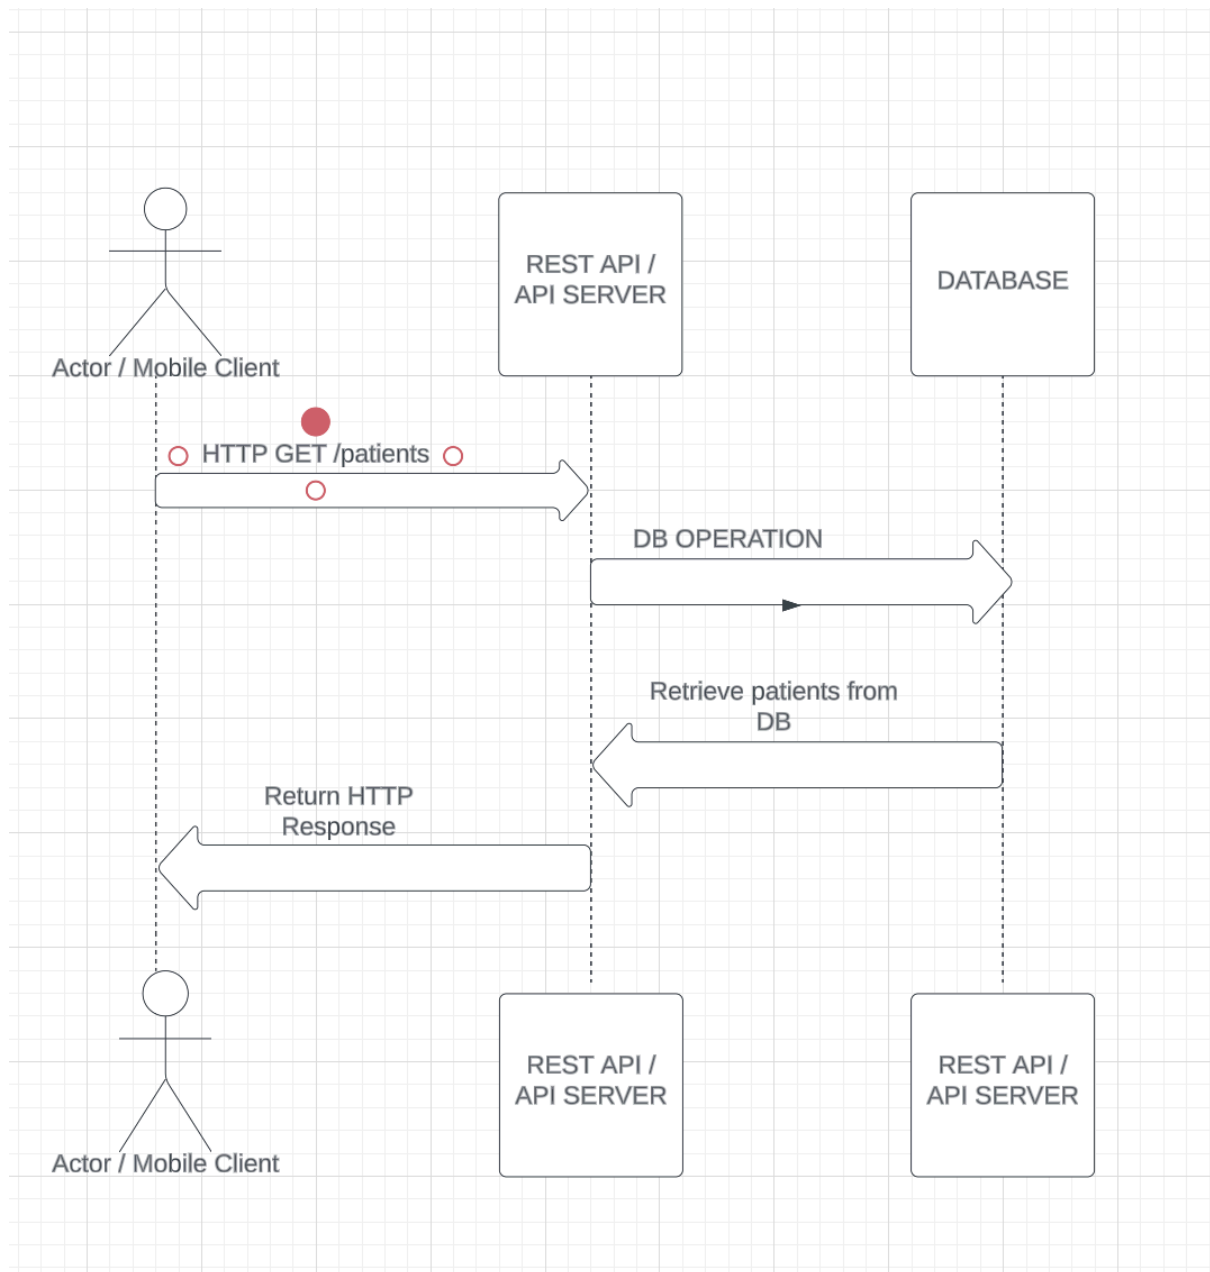 REST API /
API SERVER
DATABASE
Actor / Mobile Client
HTTP GET /patients
DB OPERATION
Retrieve patients from
DB
Return HTTP
Response
REST API /
API SERVER
REST API /
API SERVER
Actor / Mobile Client